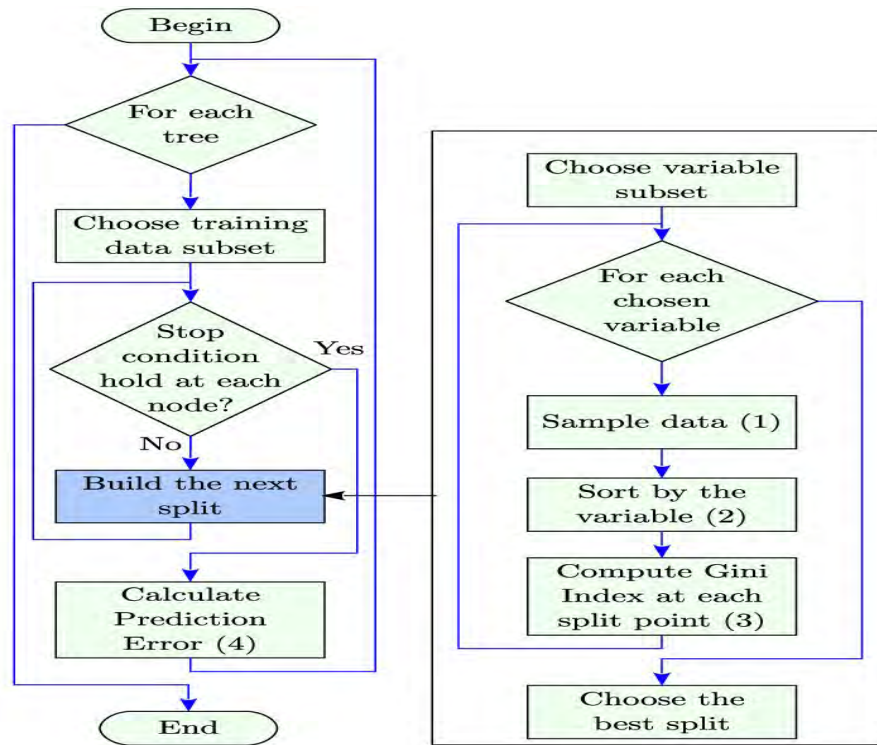 Begin
For each
tree
Choose training
data subset
Stop
condition
hold at each
node?
Yes
No
Build the next
split
Calculate
Prediction
Error (4)
End
Choose variable
subset
For each
chosen
variable
Sample data (1)
Sort by the
variable (2)
Compute Gini
Index at each
split point (3)
Choose the
best split